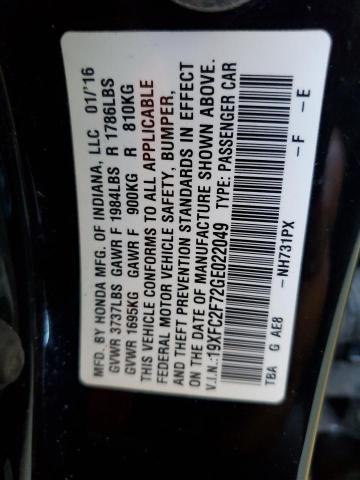 MFD. BY HONDA MFG. OF INDIANA, LLC 01/'16
GVWR 3737LBS GAWR F 1984LBS R 1786LBS
GVWR 1695KG GAWR F 900KG R 810KG
THIS VEHICLE CONFORMS TO ALL APPLICABLE
FEDERAL MOTOR VEHICLE SAFETY, BUMPER,
AND THEFT PREVENTION STANDARDS IN EFFECT
ON THE DATE OF MANUFACTURE SHOWN ABOVE.
V.I.N.: 19XFC2F72GE022049 TYPE: PASSENGER CAR
-NH731PX -F -E
TBA G AE8